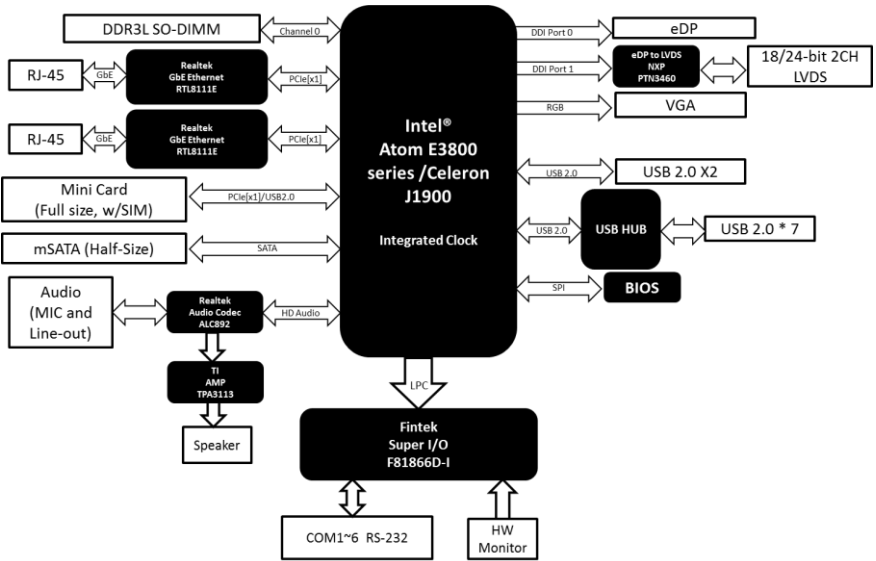 DDR3L SO-DIMM
Channel 0
RJ-45
GbE
Realtek
GbE Ethernet
RTL8111E
PCIe[x1]
RJ-45
GbE
Realtek
GbE Ethernet
RTL8111E
PCIe[x1]
Mini Card
(Full size, w/SIM)
PCIe[x1]/USB2.0
mSATA (Half-Size)
SATA
Audio
(MIC and
Line-out)
Realtek
Audio Codec
ALC892
HD Audio
TI
AMP
TPA3113
Speaker
Intel®
Atom E3800
series /Celeron
J1900
Integrated Clock
DDI Port 0
eDP
DDI Port 1
eDP to LVDS
NXP
PTN3460
18/24-bit 2CH
LVDS
RGB
VGA
USB 2.0
USB 2.0 X2
USB 2.0
USB HUB
USB 2.0 * 7
SPI
BIOS
LPC
Fintek
Super I/O
F81866D-I
COM1~6 RS-232
HW
Monitor